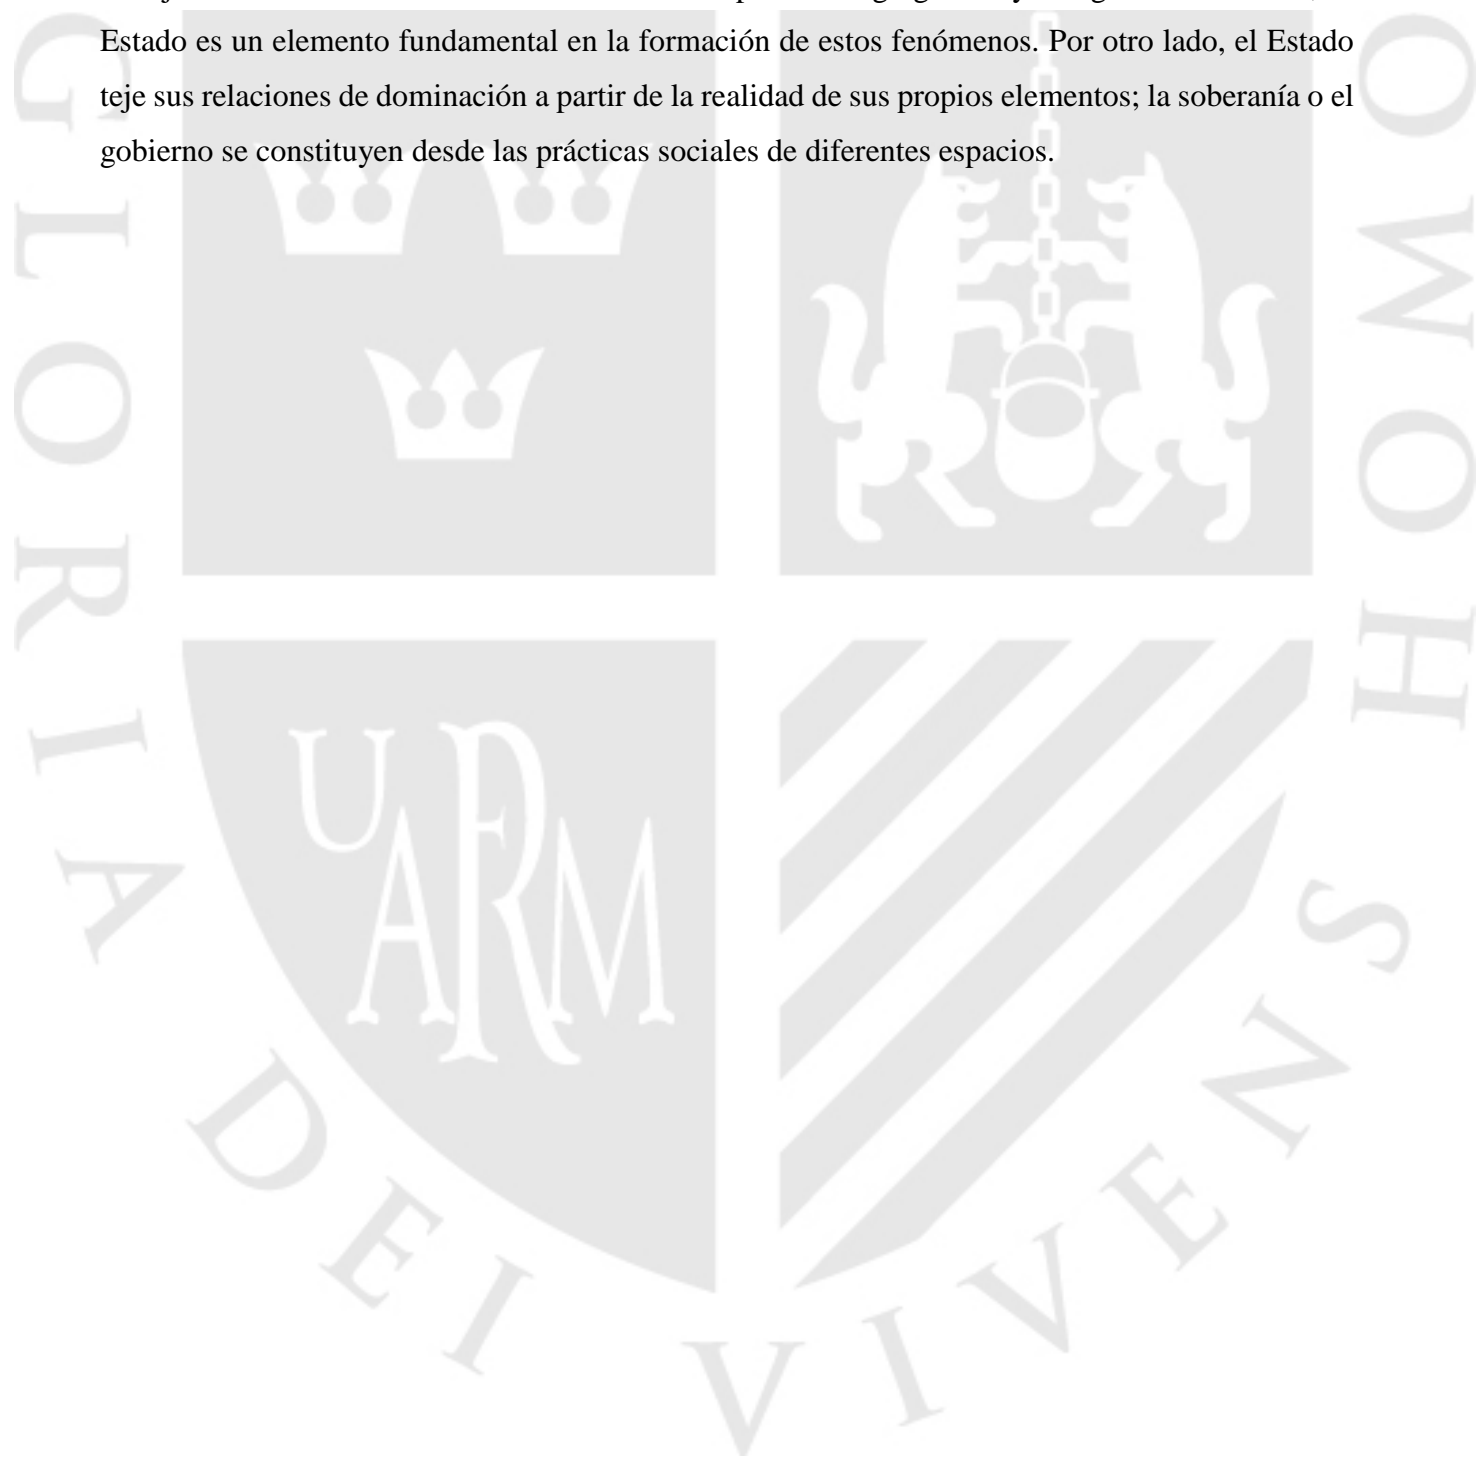 Estado es un elemento fundamental en la formación de estos fenómenos. Por otro lado, el Estado
teje sus relaciones de dominación a partir de la realidad de sus propios elementos; la soberanía o el
gobierno se constituyen desde las prácticas sociales de diferentes espacios.
GLORIA DEI VIVENS HOMO
UARM